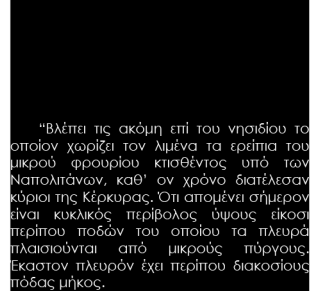 “Βλέπει τις ακόμη επί του νησιδίου το
οποίον χωρίζει τον λιμένα τα ερείπια του
μικρού φρουρίου κτισθέντος υπό των
Ναπολιτάνων, καθ' ον χρόνο διατέλεσαν
κύριοι της Κέρκυρας. Ότι απομένει σήμερον
είναι κυκλικός περίβολος ύψους είκοσι
περίπου ποδών του οποίου τα πλευρά
πλαισιούνται από μικρούς πύργους.
Έκαστον πλευρόν έχει περίπου διακοσίους
πόδας μήκος.